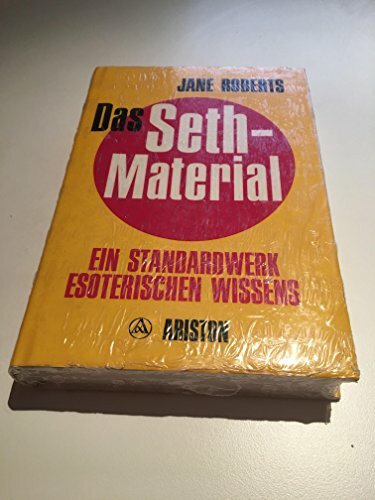 JANE ROBERTS
Das Seth-
Material
EIN STANDARDWERK
ESOTERISCHEN WISSENS
ARISTON